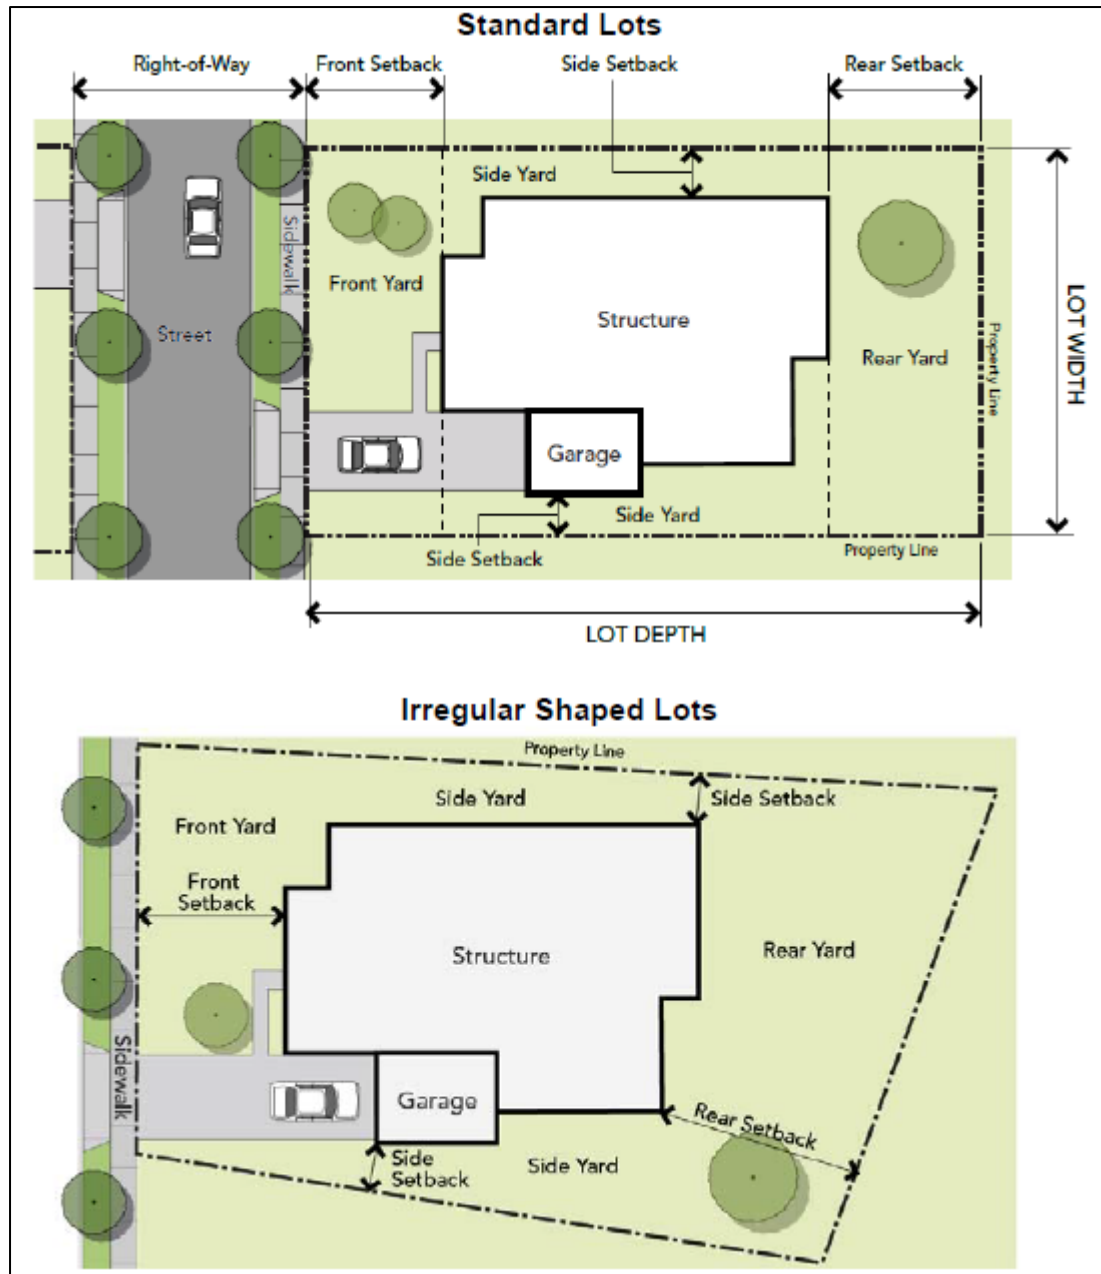 Standard Lots
Right-of-Way
Front Setback
Side Setback
Rear Setback
Side Yard
Sidewalk
Front Yard
Street
Structure
Rear Yard
Property Line
LOT WIDTH
Garage
Side Yard
Side Setback
Property Line
LOT DEPTH
Irregular Shaped Lots
Property Line
Side Yard
Side Setback
Front Yard
Front
Setback
Structure
Rear Yard
Sidewalk
Garage
Rear Setback
Side
Setback
Side Yard